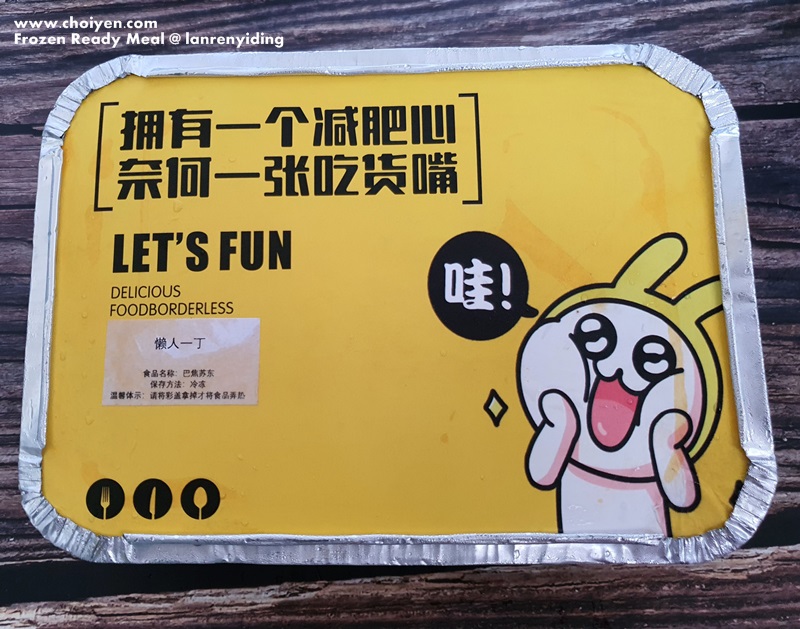 www.choiyen.com
Frozen Ready Meal @ lanrenyiding
拥有一个减肥心
奈何一张吃货嘴
LET'S FUN
DELICIOUS
FOODBORDERLESS
哇!
懒人一丁
食品名称: 巴焦苏东
保存方法: 冷冻
温馨体示: 请将彩盖拿掉才将食品弄热